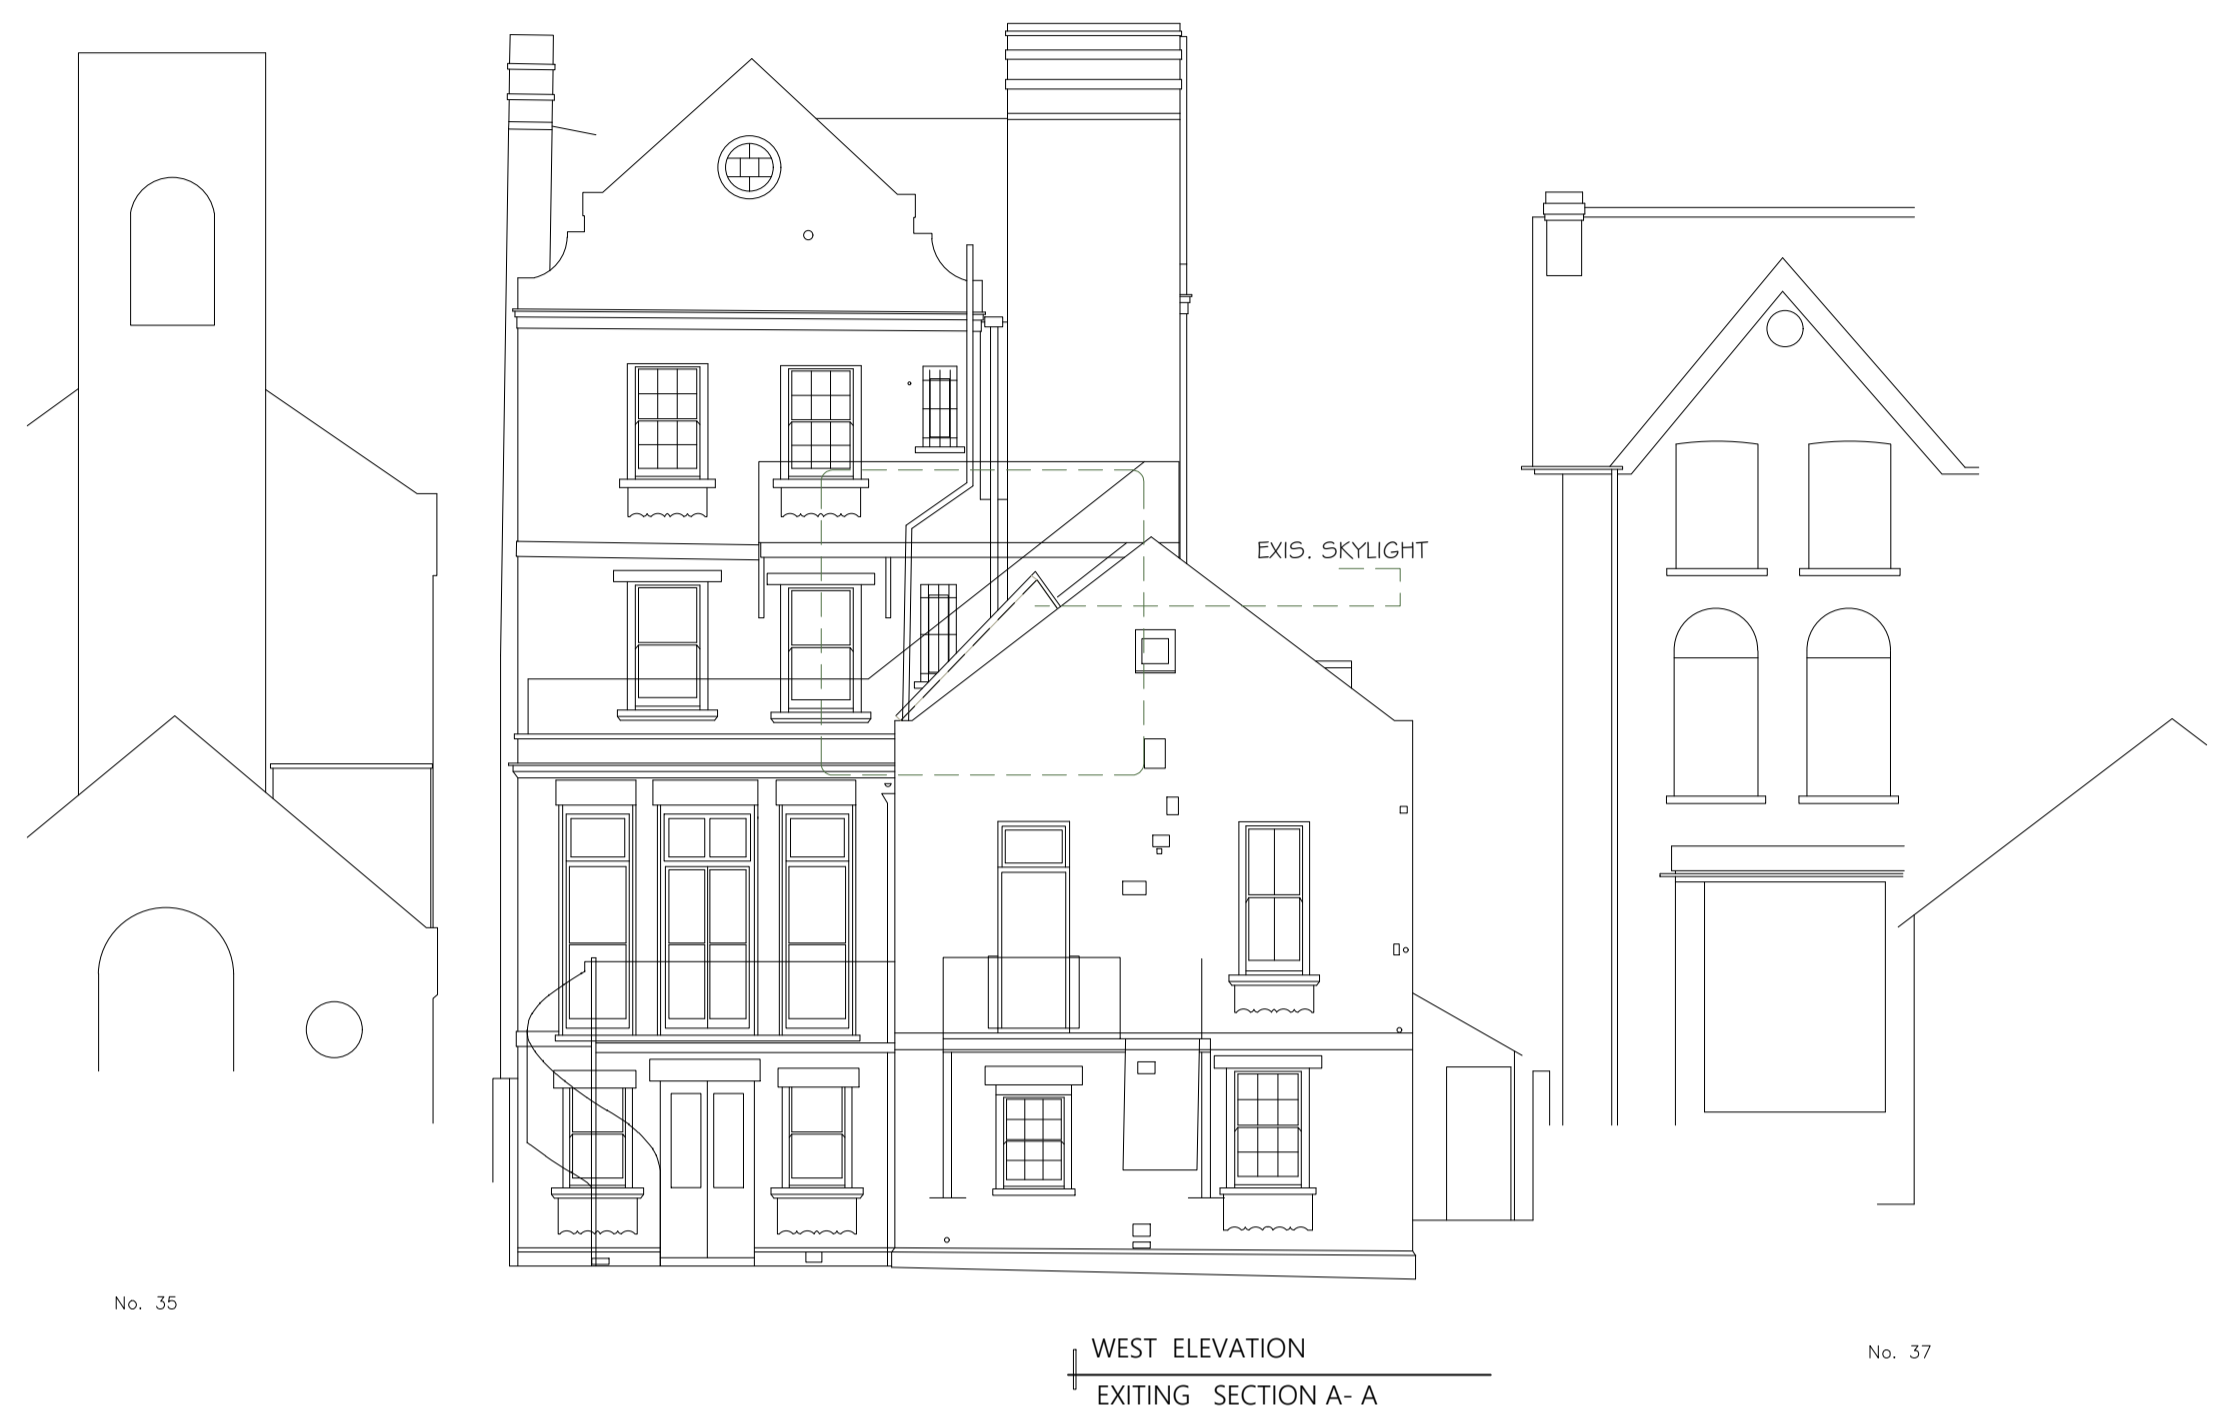 EXIS. SKYLIGHT
No. 35
WEST ELEVATION
EXITING SECTION A- A
No. 37